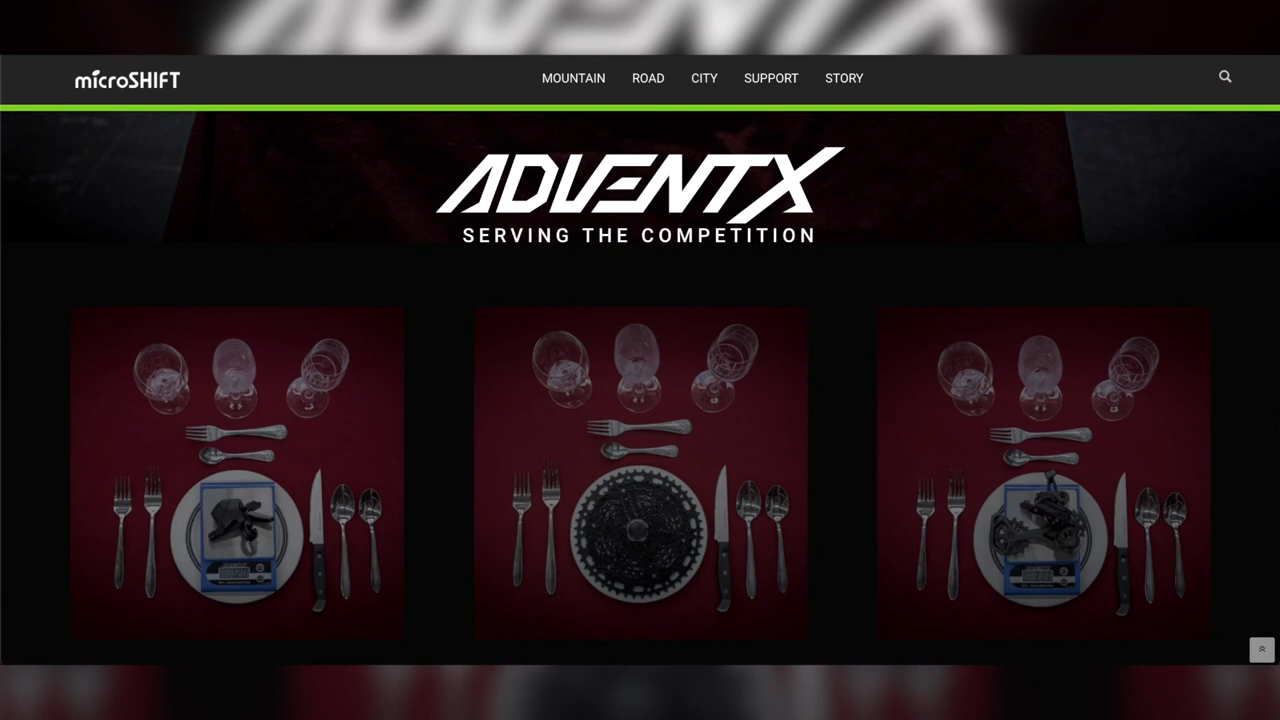 microSHIFT
MOUNTAIN ROAD CITY SUPPORT STORY
ADVENTX
SERVING THE COMPETITION